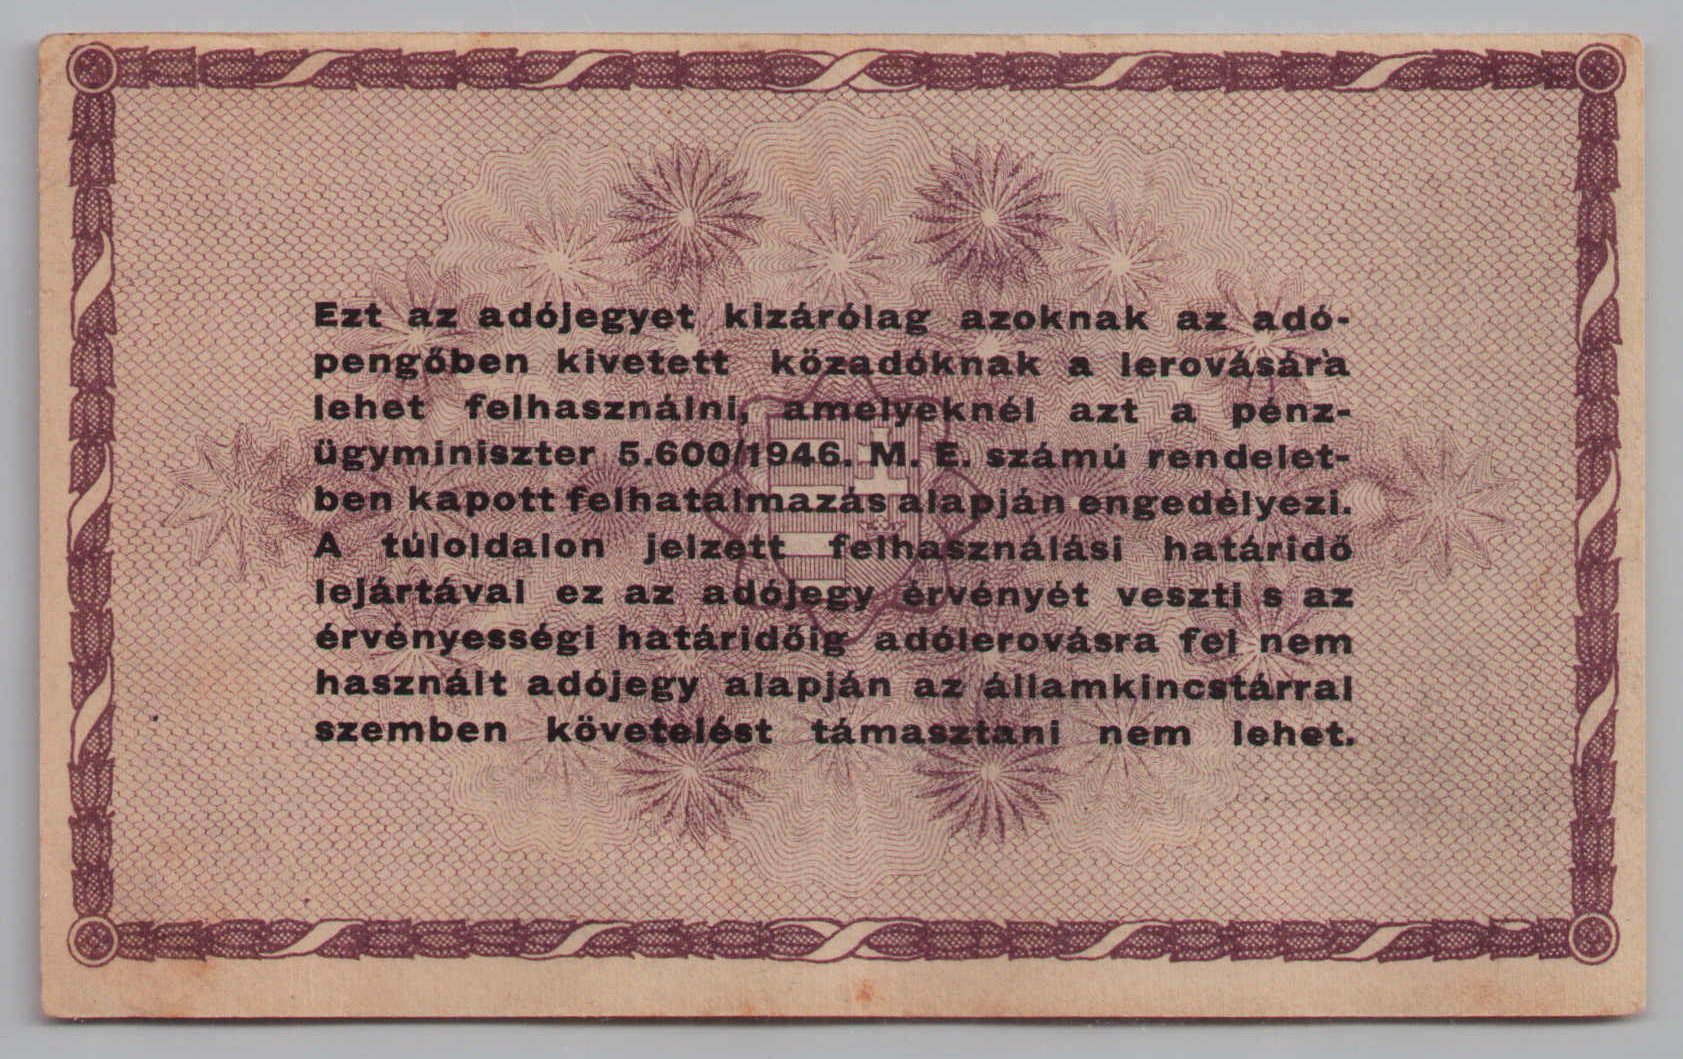 Ezt az adójegyet kizárólag azoknak az adó-
pengőben kivetett közadóknak a lerovására
lehet felhasználni, amelyeknél azt a pénz-
ügyminiszter 5.600/1946. M. E. számú rendelet-
ben kapott felhatalmazás alapján engedélyezi.
A túloldalon jelzett felhasználási határidő
lejártával ez az adójegy érvényét veszti s az
érvényességi határidőig adólerovásra fel nem
használt adójegy alapján az államkincstárral
szemben követelést támasztani nem lehet.